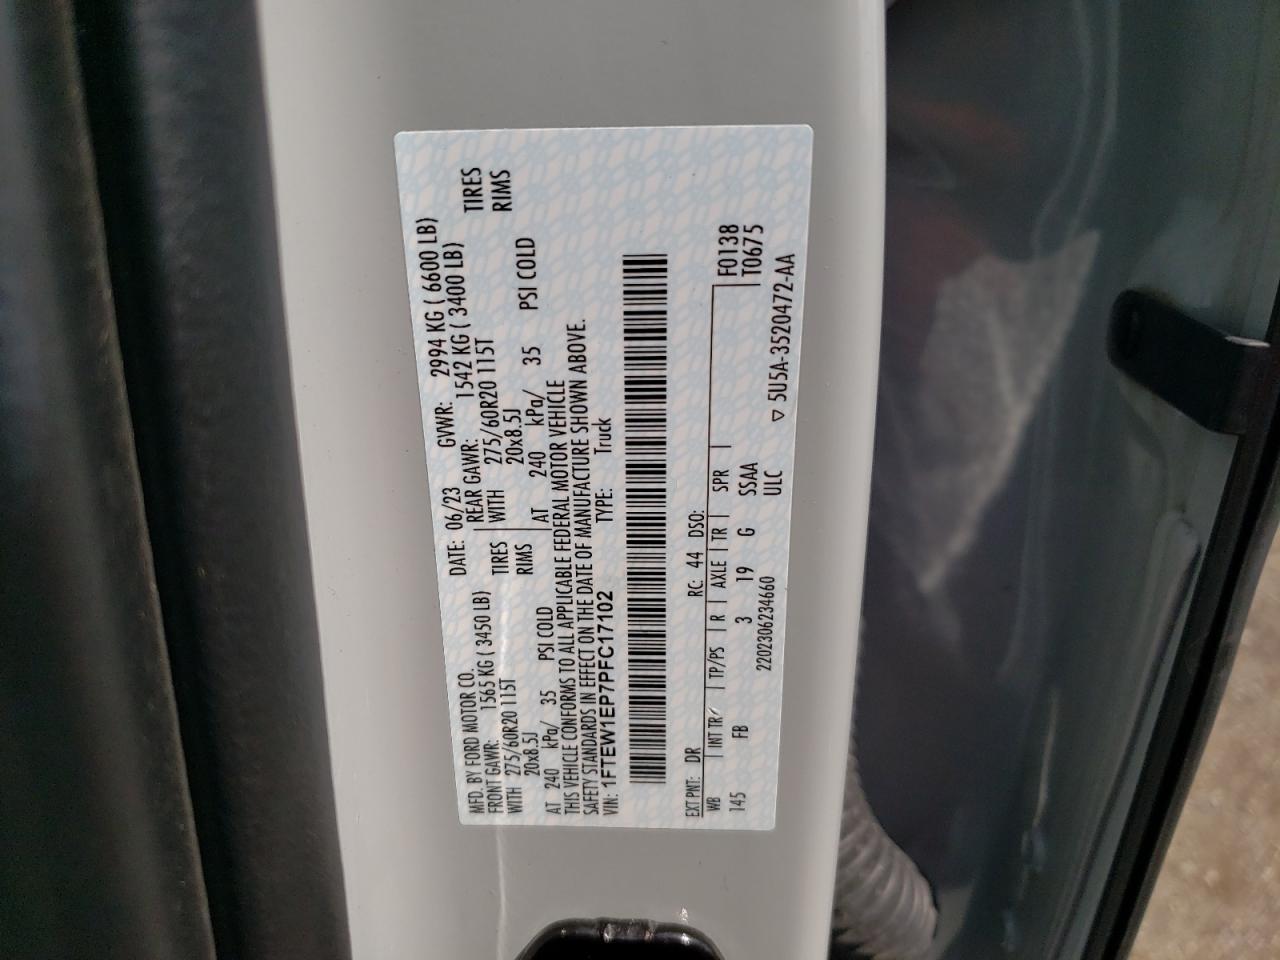 MFD. BY FORD MOTOR CO.
DATE: 06/23 GVWR: 2994 KG ( 6600 LB)
FRONT GAWR: 1565 KG ( 3450 LB)
REAR GAWR: 1542 KG ( 3400 LB)
WITH 275/60R20 115T TIRES
WITH 275/60R20 115T TIRES
20x8.5J RIMS
20x8.5J RIMS
AT 240 kPa/ 35 PSI COLD
AT 240 kPa/ 35 PSI COLD
THIS VEHICLE CONFORMS TO ALL APPLICABLE FEDERAL MOTOR VEHICLE
SAFETY STANDARDS IN EFFECT ON THE DATE OF MANUFACTURE SHOWN ABOVE.
VIN: 1FTEW1EP7PFC17102 TYPE: Truck
EXT PNT: DR RC: 44 DSO:
WB INT TR TP/PS R AXLE TR SPR F0138
145 FB 3 19 G SSAA T0675
2202306234660 ULC ▽ 5U5A-3520472-AA